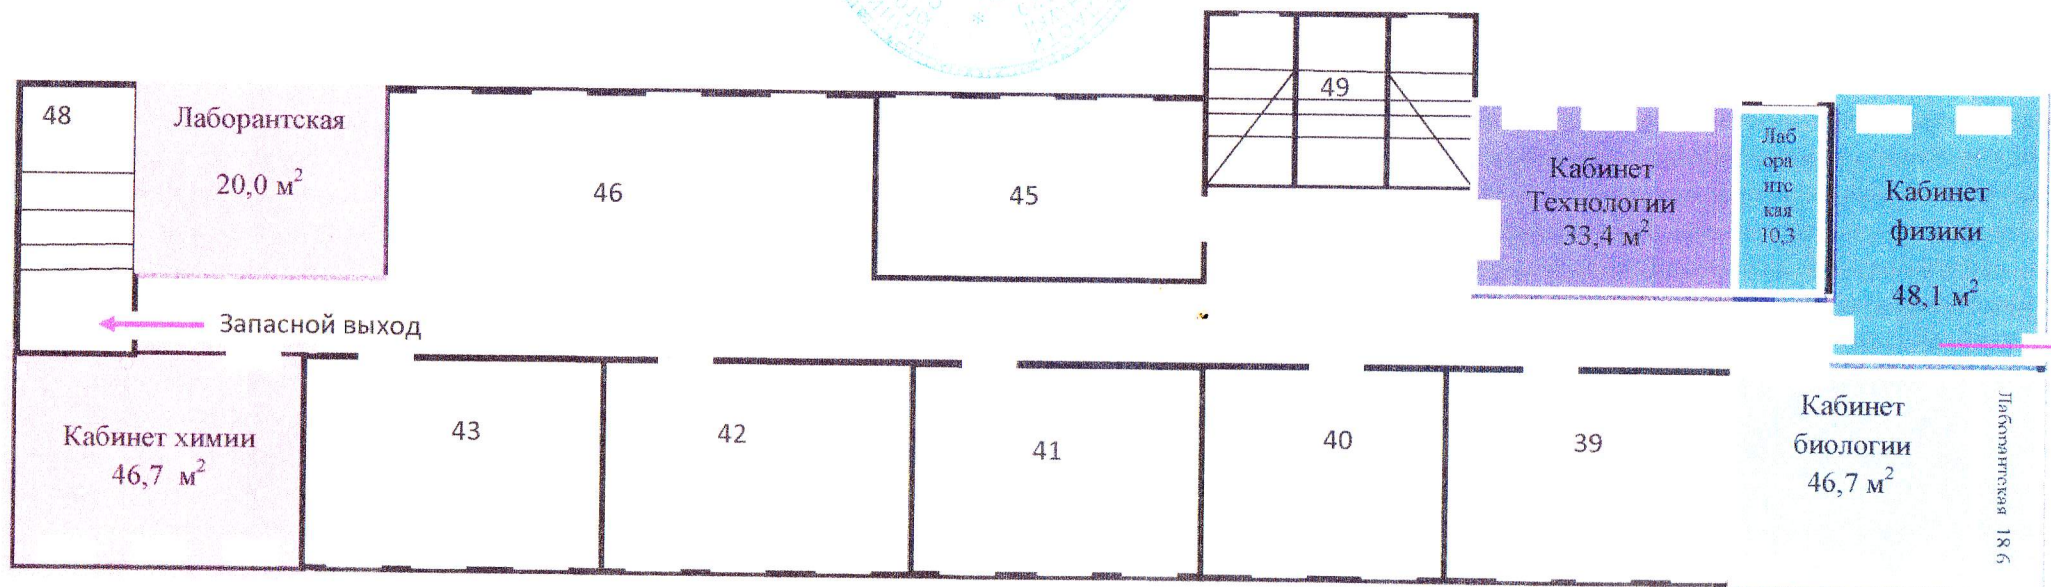 48
Лаборантская
20,0 м²
46
45
49
Кабинет
Технологии
33,4 м²
Лаб
ора
нтс
кая
10,3
Кабинет
физики
48,1 м²
Запасной выход
Кабинет химии
46,7 м²
43
42
41
40
39
Кабинет
биологии
46,7 м²
Лаборантская 18 6